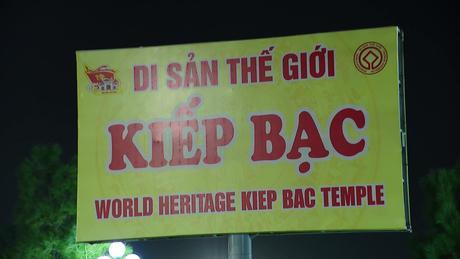 DI SẢN THẾ GIỚI
KIẾP BẠC
WORLD HERITAGE KIEP BAC TEMPLE